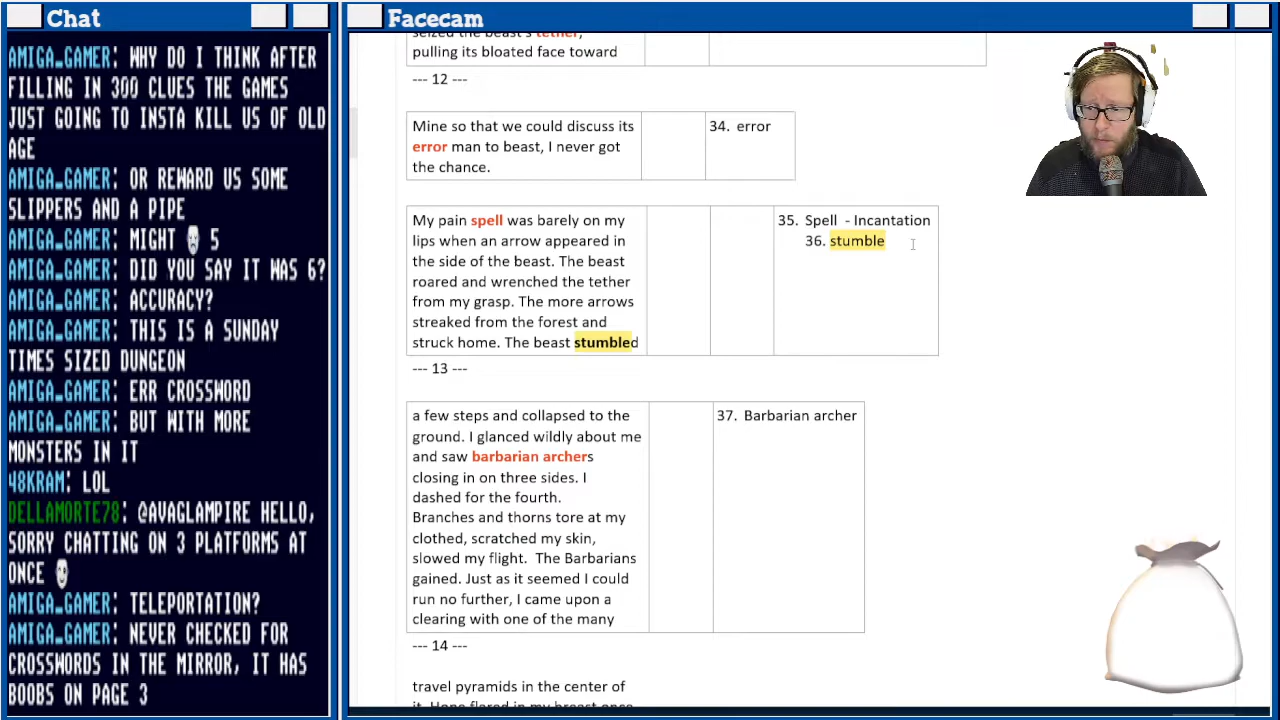 Chat
AMIGA_GAMER: WHY DO I THINK AFTER
FILLING IN 300 CLUES THE GAMES
JUST GOING TO INSTA KILL US OF OLD
AGE
AMIGA_GAMER: OR REWARD US SOME
SLIPPERS AND A PIPE
AMIGA_GAMER: MIGHT 5
AMIGA_GAMER: DID YOU SAY IT WAS 6?
AMIGA_GAMER: ACCURACY?
AMIGA_GAMER: THIS IS A SUNDAY
TIMES SIZED DUNGEON
AMIGA_GAMER: ERR CROSSWORD
AMIGA_GAMER: BUT WITH MORE
MONSTERS IN IT
48KRAM: LOL
DELLAMORTE78: @AVAGLAMPIRE HELLO,
SORRY CHATTING ON 3 PLATFORMS AT
ONCE
AMIGA_GAMER: TELEPORTATION?
AMIGA_GAMER: NEVER CHECKED FOR
CROSSWORDS IN THE MIRROR, IT HAS
BOOBS ON PAGE 3
Facecam
seized the beast's tether,
pulling its bloated face toward
--- 12 ---
Mine so that we could discuss its
error man to beast, I never got
the chance.
34. error
My pain spell was barely on my
lips when an arrow appeared in
the side of the beast. The beast
roared and wrenched the tether
from my grasp. The more arrows
streaked from the forest and
struck home. The beast stumbled
35. Spell - Incantation
36. stumble
--- 13 ---
a few steps and collapsed to the
ground. I glanced wildly about me
and saw barbarian archers
closing in on three sides. I
dashed for the fourth.
Branches and thorns tore at my
clothed, scratched my skin,
slowed my flight. The Barbarians
gained. Just as it seemed I could
run no further, I came upon a
clearing with one of the many
37. Barbarian archer
--- 14 ---
travel pyramids in the center of
it. Hope flared in my breast once